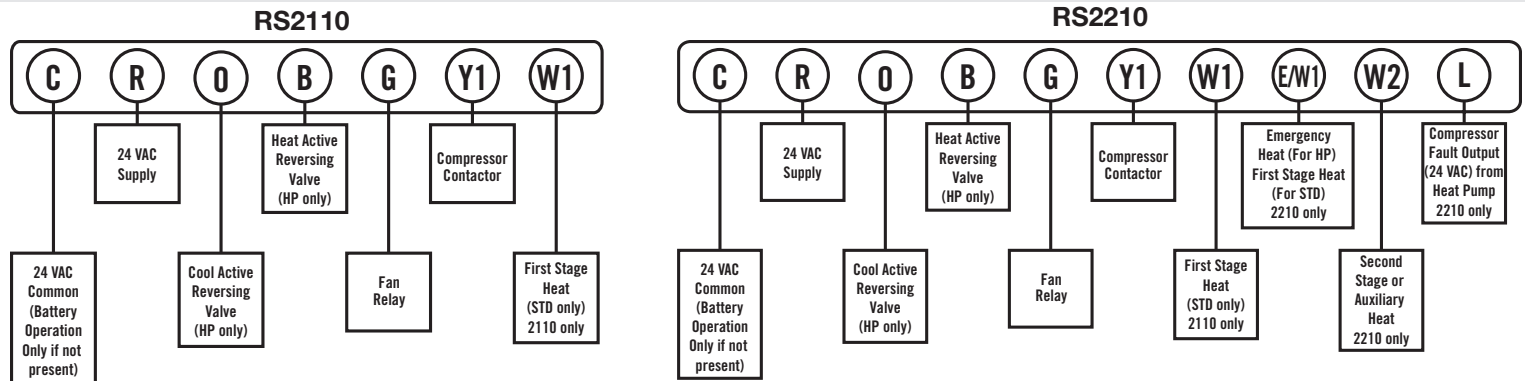 RS2110
C R O B G Y1 W1
24 VAC
Supply
Heat Active
Reversing
Valve
(HP only)
Compressor
Contactor
24 VAC
Common
(Battery
Operation
Only if not
present)
Cool Active
Reversing
Valve
(HP only)
Fan
Relay
First Stage
Heat
(STD only)
2110 only
RS2210
C R O B G Y1 W1 E/W1 W2 L
24 VAC
Supply
Heat Active
Reversing
Valve
(HP only)
Compressor
Contactor
Emergency
Heat (For HP)
First Stage Heat
(For STD)
2210 only
Compressor
Fault Output
(24 VAC) from
Heat Pump
2210 only
24 VAC
Common
(Battery
Operation
Only if not
present)
Cool Active
Reversing
Valve
(HP only)
Fan
Relay
First Stage
Heat
(STD only)
2110 only
Second
Stage or
Auxiliary
Heat
2210 only